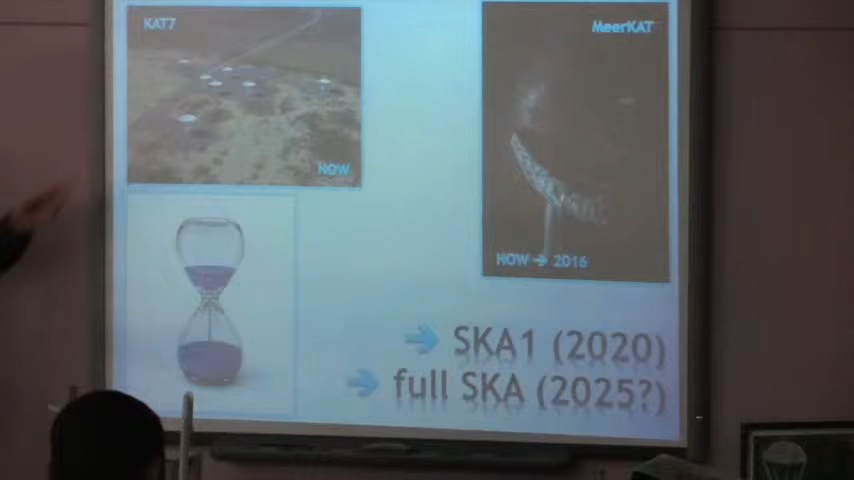 KAT7
NOW
MeerKAT
NOW → 2016
→ SKA1 (2020)
→ full SKA (2025?)